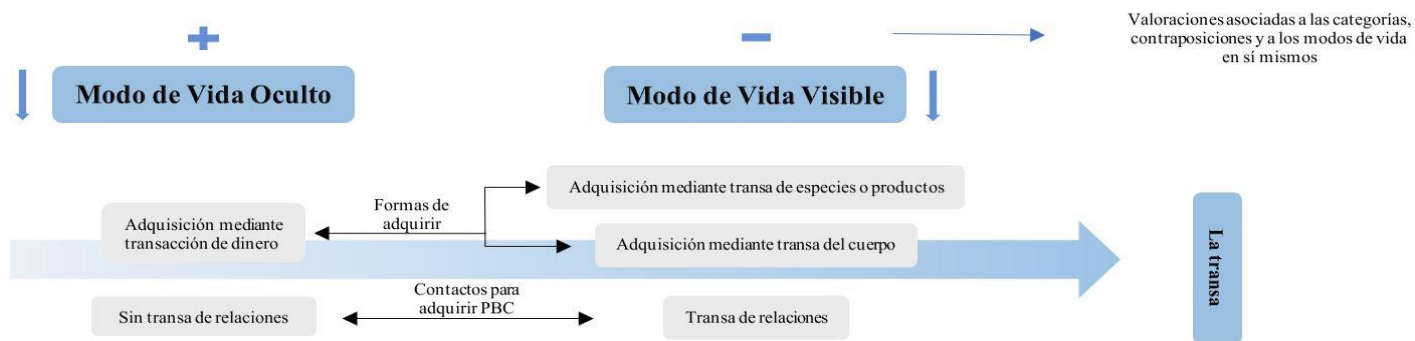 +
−
Valoraciones asociadas a las categorías,
contraposiciones y a los modos de vida
en sí mismos
Modo de Vida Oculto
Modo de Vida Visible
Adquisición mediante transa de especies o productos
Formas de
adquirir
Adquisición mediante
transacción de dinero
Adquisición mediante transa del cuerpo
La transa
Contactos para
adquirir PBC
Sin transa de relaciones
Transa de relaciones